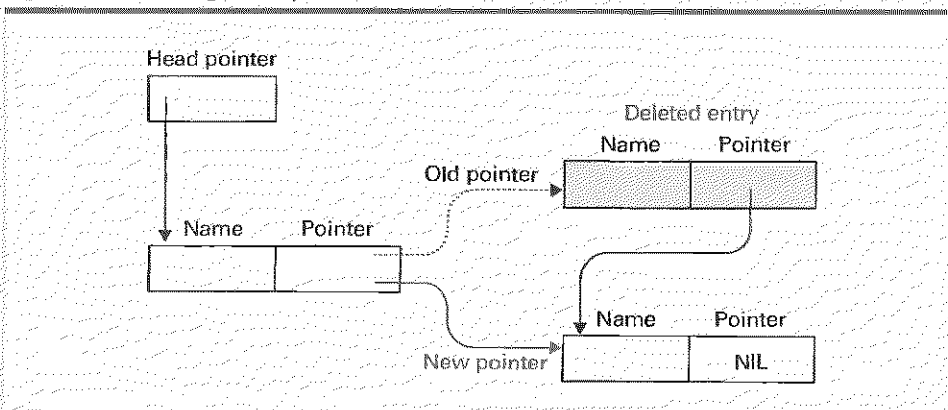 Head pointer
Deleted entry
Name Pointer
Old pointer
Name Pointer
Name Pointer
New pointer
NIL